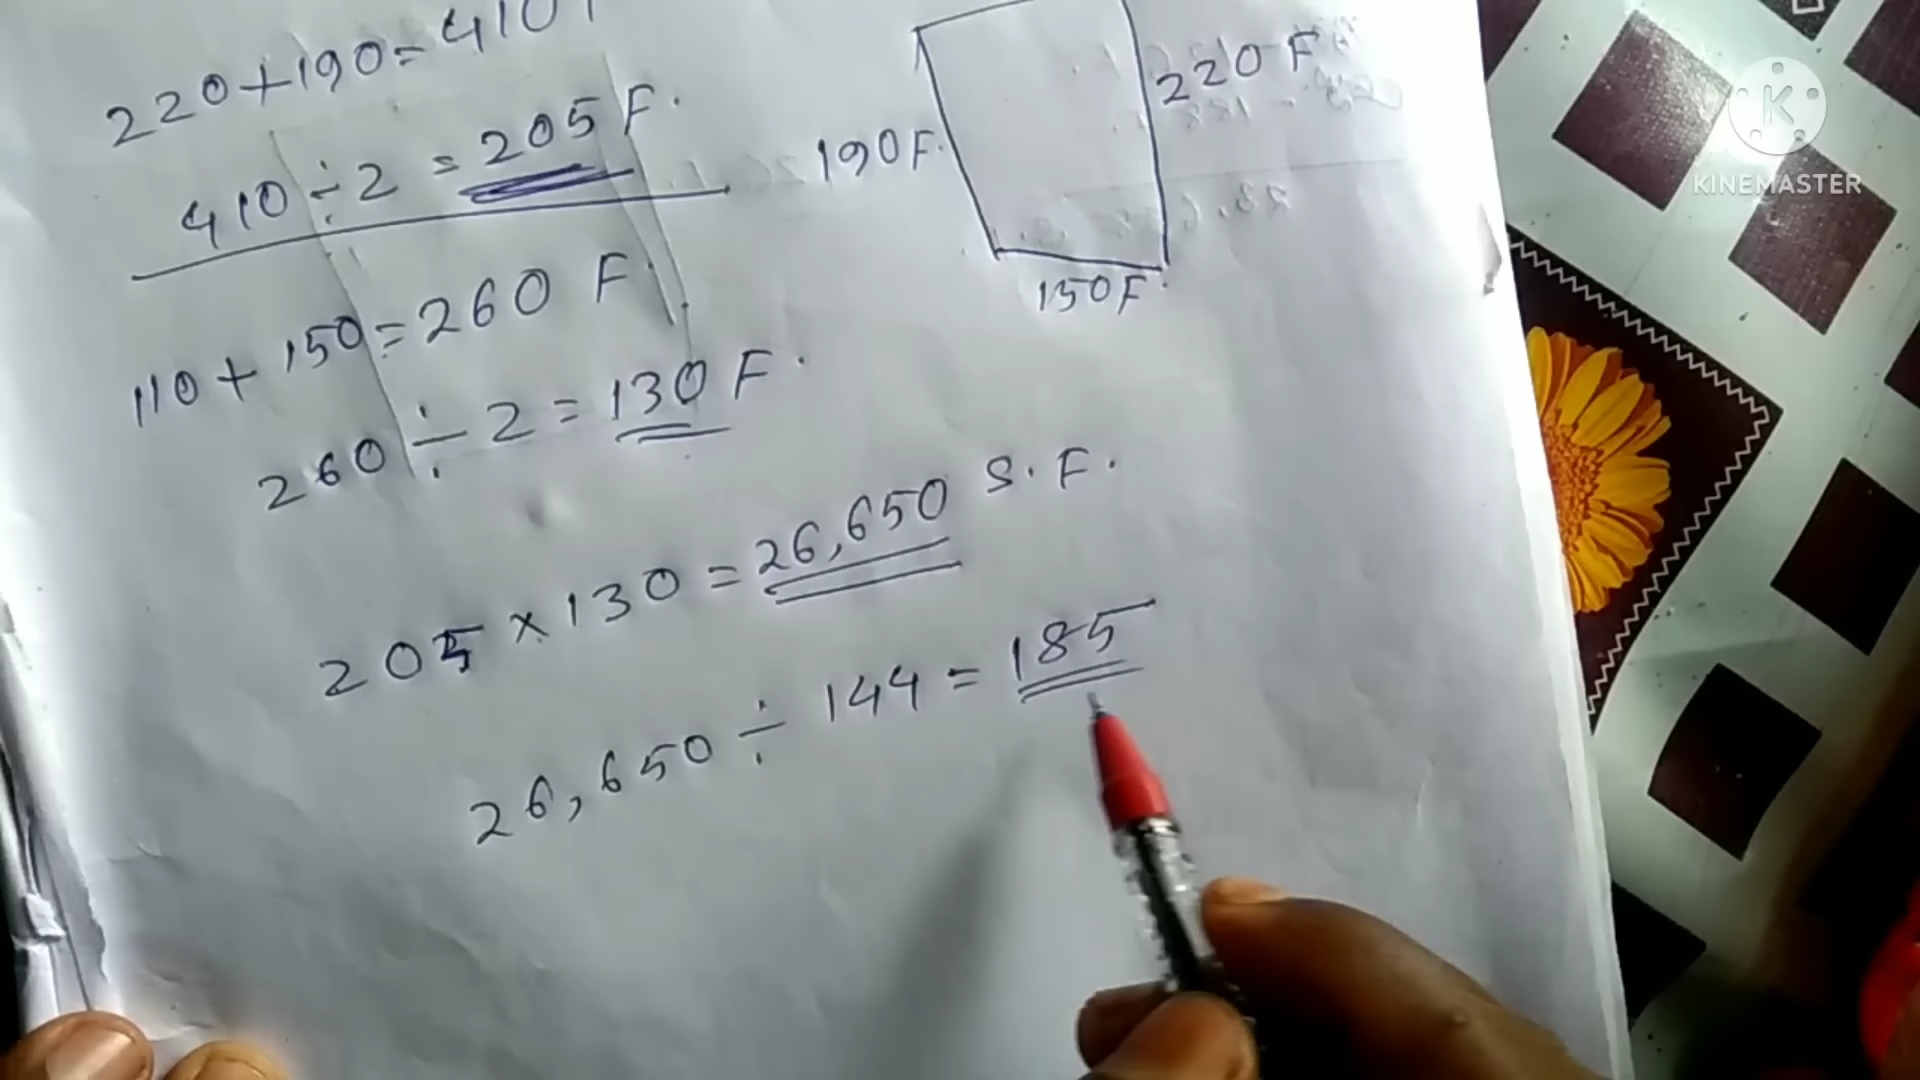 220+190=410
410÷2 = 205 F.
110+150=260 F.
260÷2=130 F.
205×130=26,650 S.F.
26,650÷144=185
220 F
190F.
150F.
KINEMASTER